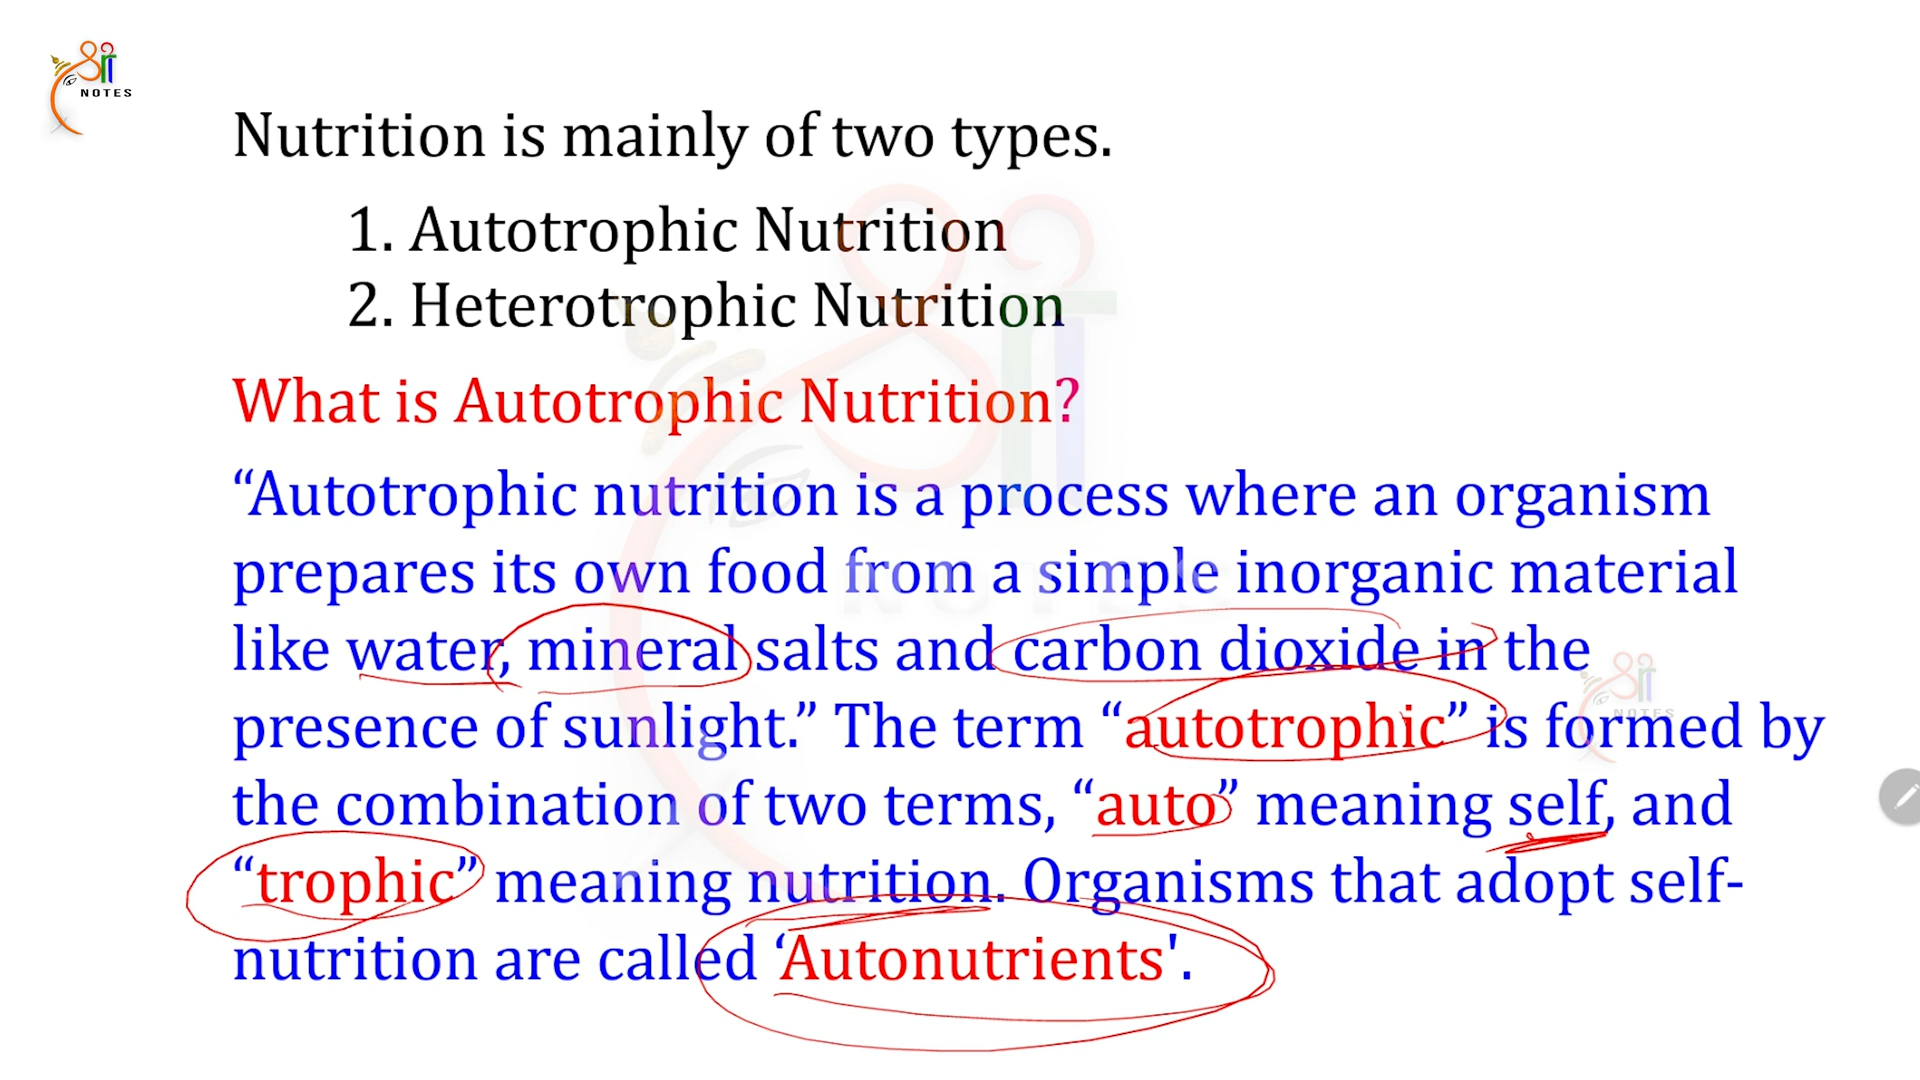 श्री
NOTES
Nutrition is mainly of two types.
1. Autotrophic Nutrition
2. Heterotrophic Nutrition
What is Autotrophic Nutrition?
“Autotrophic nutrition is a process where an organism
prepares its own food from a simple inorganic material
like water, mineral salts and carbon dioxide in the
presence of sunlight.” The term “autotrophic” is formed by
the combination of two terms, “auto” meaning self, and
“trophic” meaning nutrition. Organisms that adopt self-
nutrition are called ‘Autonutrients'.
श्री
NOTES
श्री
NOTES